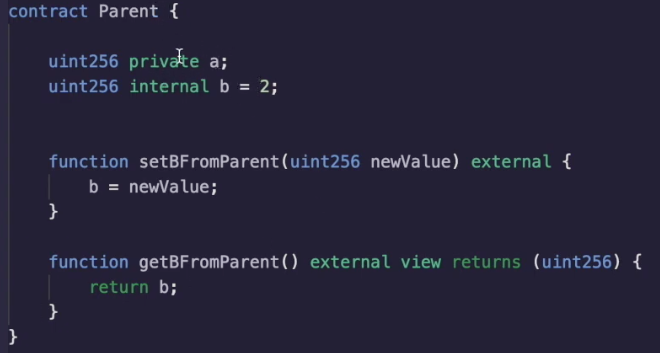 contract Parent {
uint256 private a;
uint256 internal b = 2;
function setBFromParent(uint256 newValue) external {
b = newValue;
}
function getBFromParent() external view returns (uint256) {
return b;
}
}